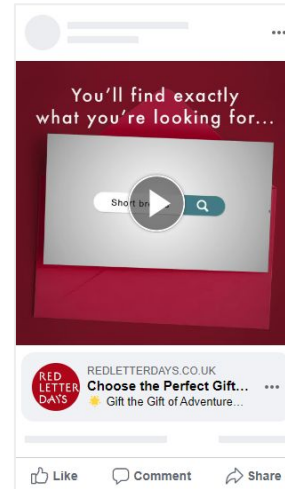 You'll find exactly
what you're looking for...
Short br
RED
LETTER
DAYS
REDLETTERDAYS.CO.UK
Choose the Perfect Gift...
Gift the Gift of Adventure...
Like
Comment
Share